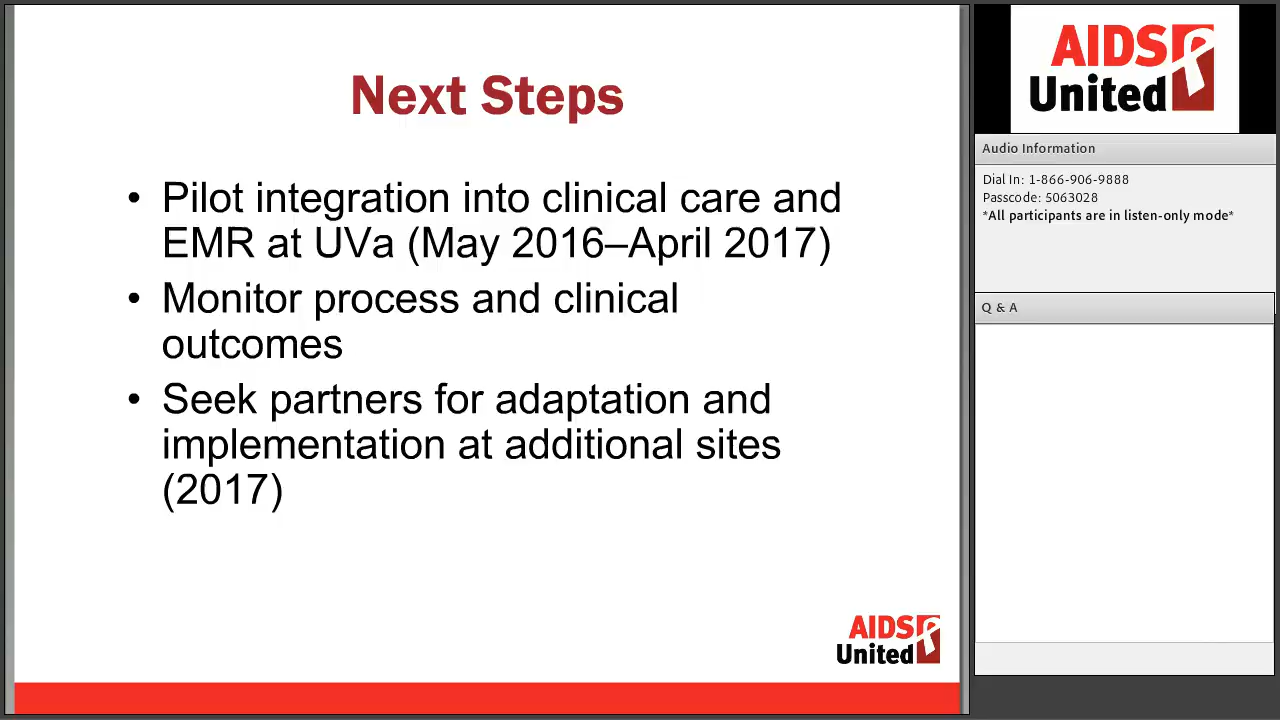 Next Steps
• Pilot integration into clinical care and
EMR at UVa (May 2016–April 2017)
• Monitor process and clinical
outcomes
• Seek partners for adaptation and
implementation at additional sites
(2017)
AIDS
United
AIDS
United
Audio Information
Dial In: 1-866-906-9888
Passcode: 5063028
*All participants are in listen-only mode*
Q & A